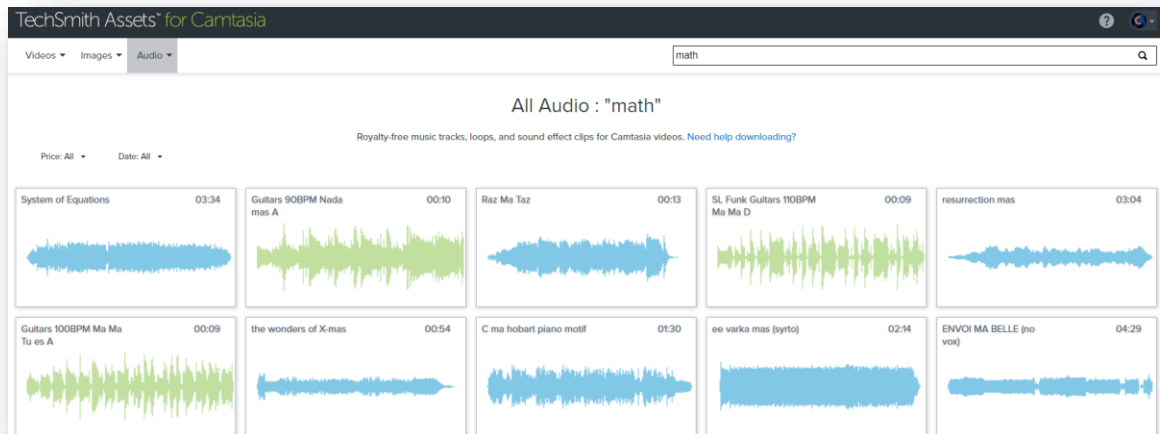 TechSmith Assets™ for Camtasia
?
Videos Images Audio
math
All Audio : "math"
Royalty-free music tracks, loops, and sound effect clips for Camtasia videos. Need help downloading?
Price: All Date: All
System of Equations 03:34
Guitars 90BPM Nada 00:10
mas A
Raz Ma Taz 00:13
SL Funk Guitars 110BPM 00:09
Ma Ma D
resurrection mas 03:04
Guitars 100BPM Ma Ma 00:09
Tu es A
the wonders of X-mas 00:54
C ma hobart piano motif 01:30
ee varka mas (syrto) 02:14
ENVOI MA BELLE (no 04:29
vox)